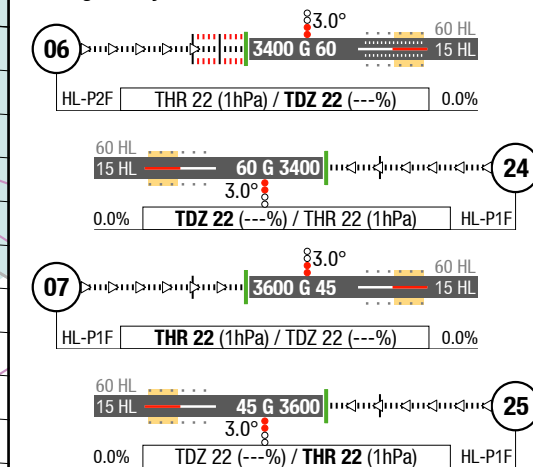 3.0°
60 HL
06 3400 G 60 15 HL
HL-P2F THR 22 (1hPa) / TDZ 22 (---%) 0.0%
60 HL
15 HL 60 G 3400 24
3.0°
0.0% TDZ 22 (---%) / THR 22 (1hPa) HL-P1F
3.0°
60 HL
07 3600 G 45 15 HL
HL-P1F THR 22 (1hPa) / TDZ 22 (---%) 0.0%
60 HL
15 HL 45 G 3600 25
3.0°
0.0% TDZ 22 (---%) / THR 22 (1hPa) HL-P1F